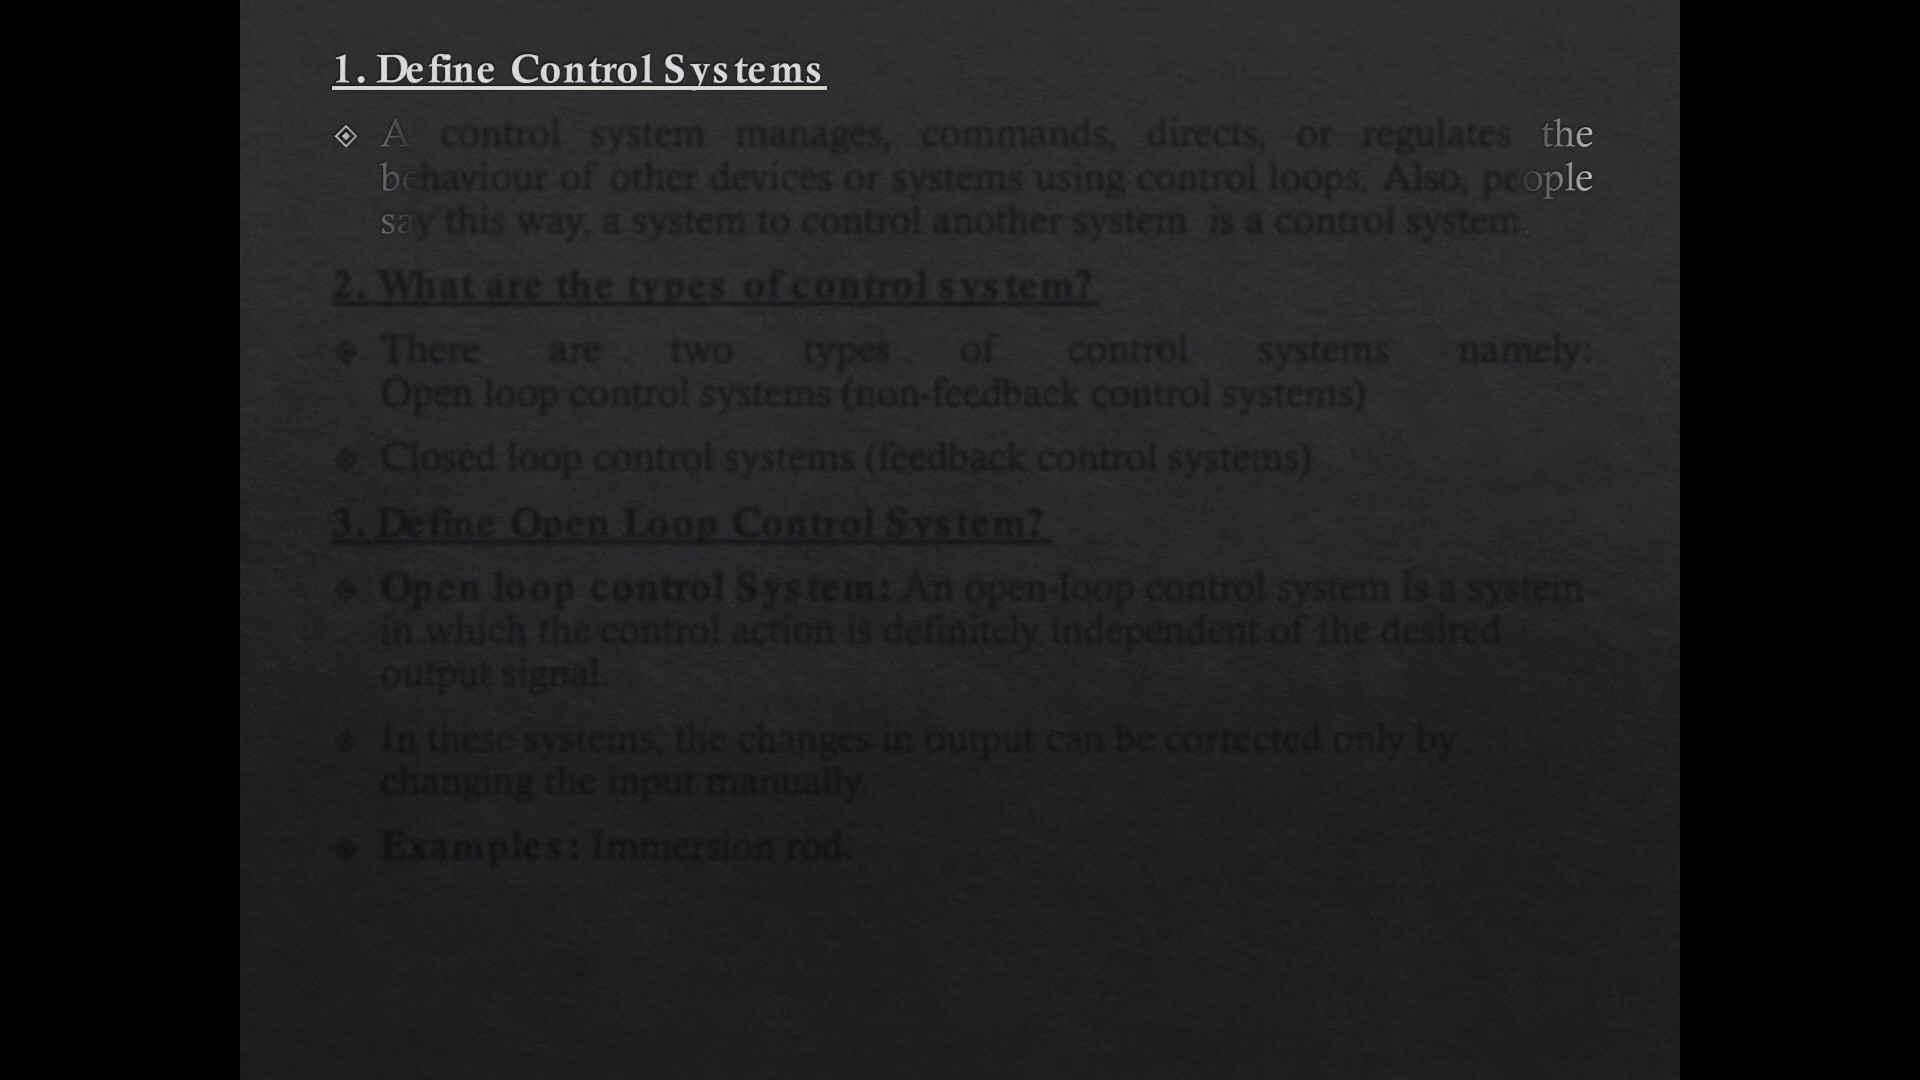 1. Define Control Systems
A control system manages, commands, directs, or regulates the
behaviour of other devices or systems using control loops. Also, people
say this way, a system to control another system is a control system.
2. What are the types of control system?
There are two types of control systems namely:
Open loop control systems (non-feedback control systems)
Closed loop control systems (feedback control systems)
3. Define Open Loop Control System?
Open loop control System: An open-loop control system is a system
in which the control action is definitely independent of the desired
output signal.
In these systems, the changes in output can be corrected only by
changing the input manually.
Examples: Immersion rod.